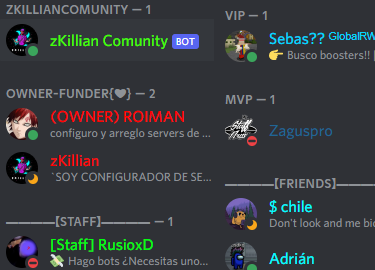 ZKILLIANCOMUNITY — 1
zKillian Comunity BOT
OWNER-FUNDER{❤} — 2
(OWNER) ROIMAN
configuro y arreglo servers de ...
zKillian
`SOY CONFIGURADOR DE SE...
————[STAFF]———— — 1
[Staff] RusioxD
💸 Hago bots ¿Necesitas uno...
VIP — 1
Sebas?? GlobalRW
👉 Busco boosters!!
MVP — 1
Zaguspro
————[FRIENDS]————
$ chile
Don't look and me bic
Adrián